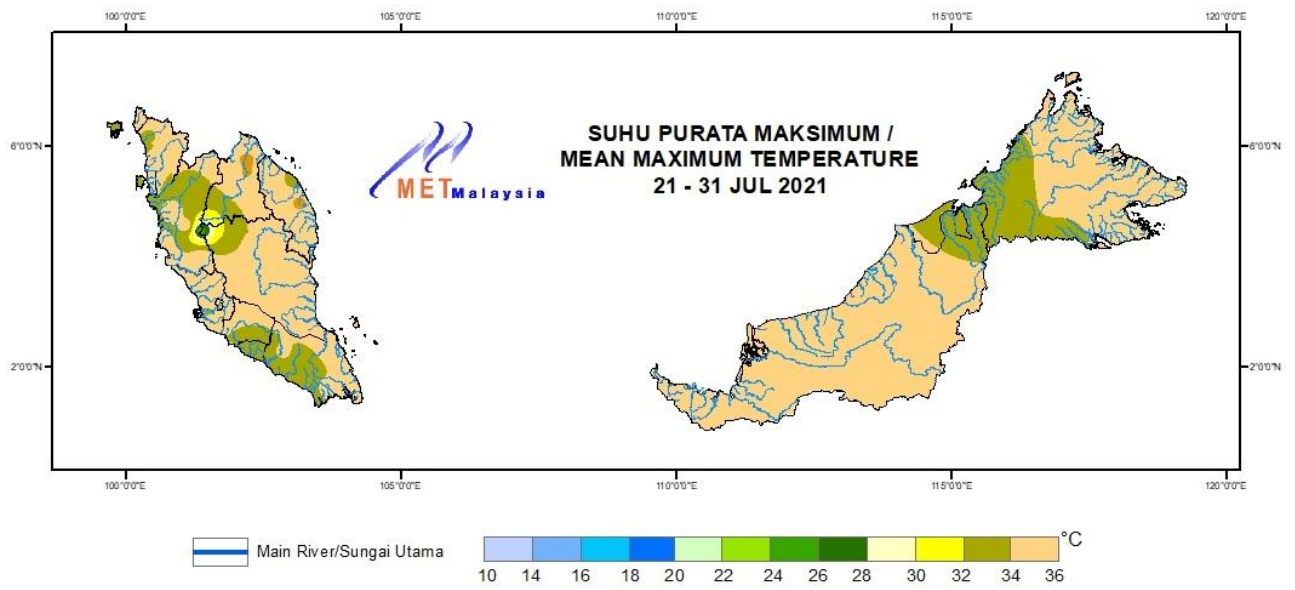 100°0'0"E 105°0'0"E 110°0'0"E 115°0'0"E 120°0'0"E
SUHU PURATA MAKSIMUM /
MEAN MAXIMUM TEMPERATURE
21 - 31 JUL 2021
METMalaysia
6°0'0"N 6°0'0"N
2°0'0"N 2°0'0"N
100°0'0"E 105°0'0"E 110°0'0"E 115°0'0"E 120°0'0"E
Main River/Sungai Utama
°C
10 14 16 18 20 22 24 26 28 30 32 34 36